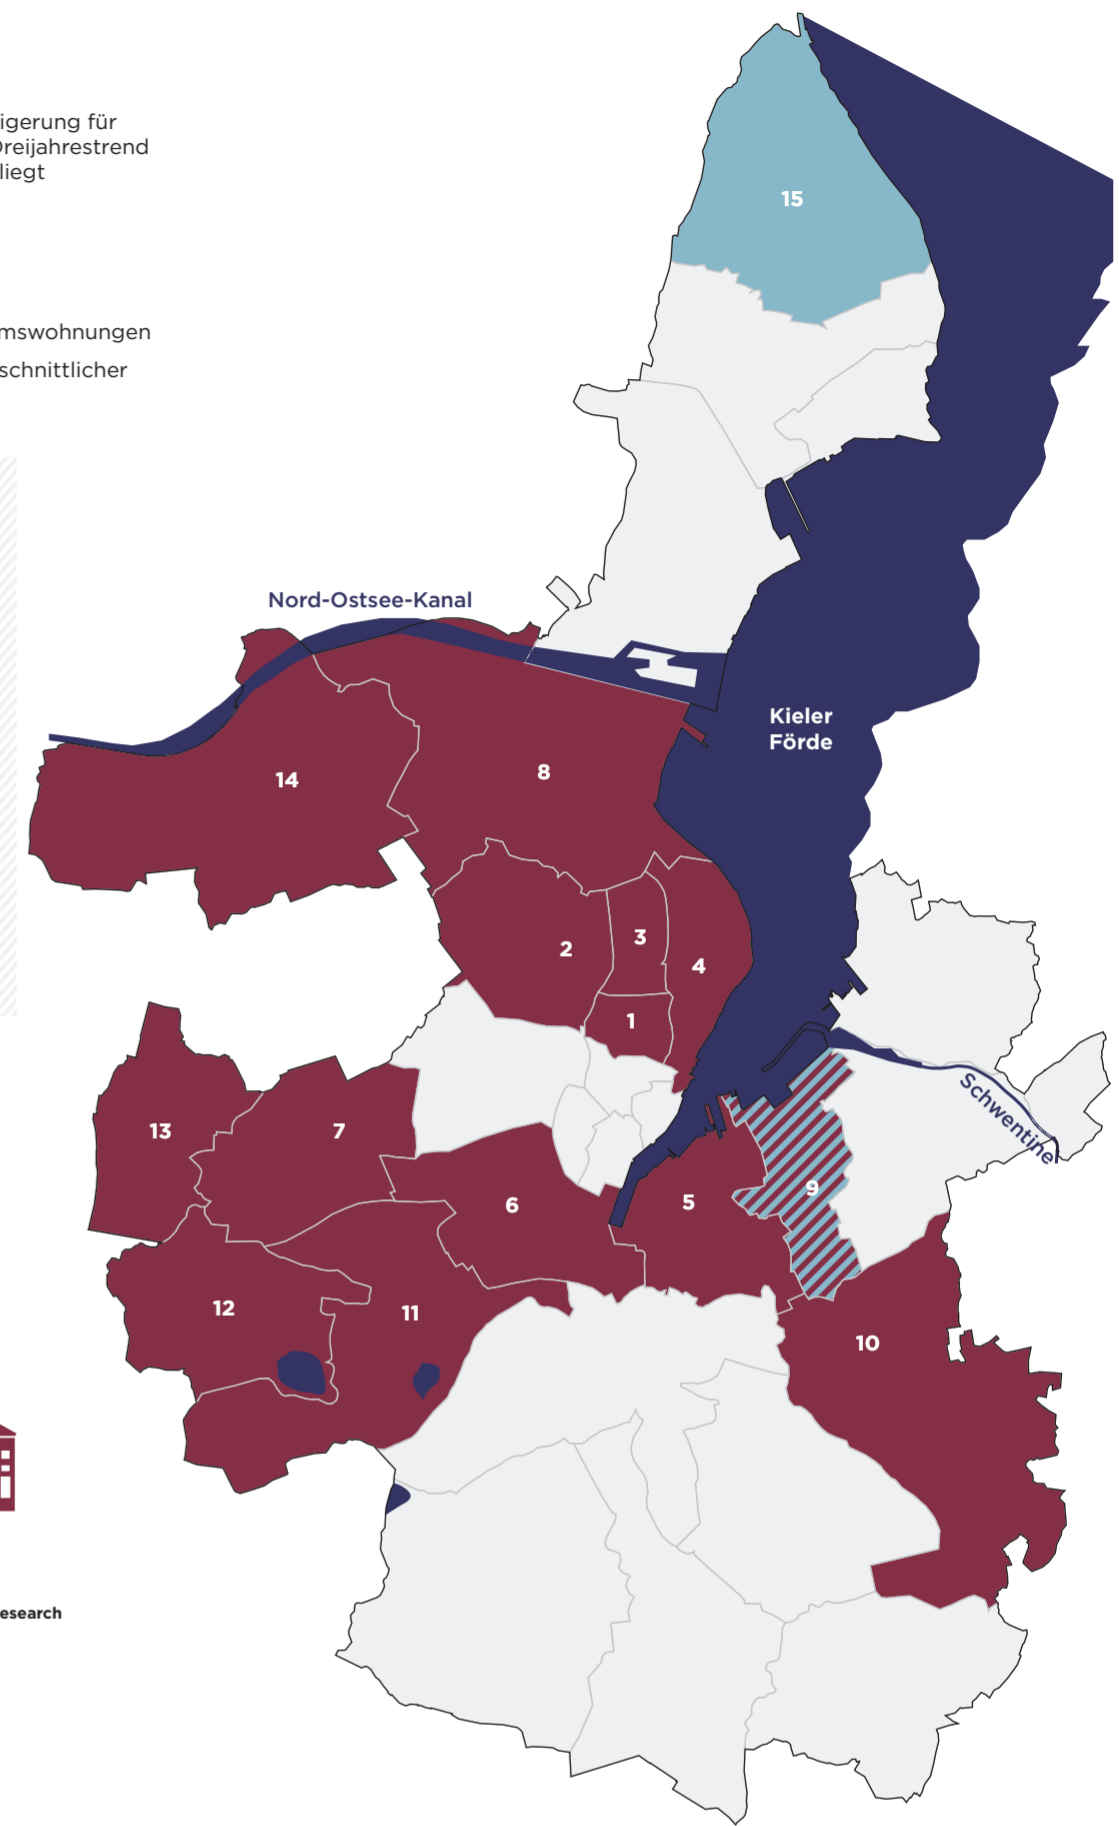 igerung für
Dreijahrestrend
liegt
mswohnungen
schnittlicher
15
Nord-Ostsee-Kanal
Kieler
Förde
14
8
2
3
4
1
Schwentine
13
7
6
5
9
12
11
10
esearch